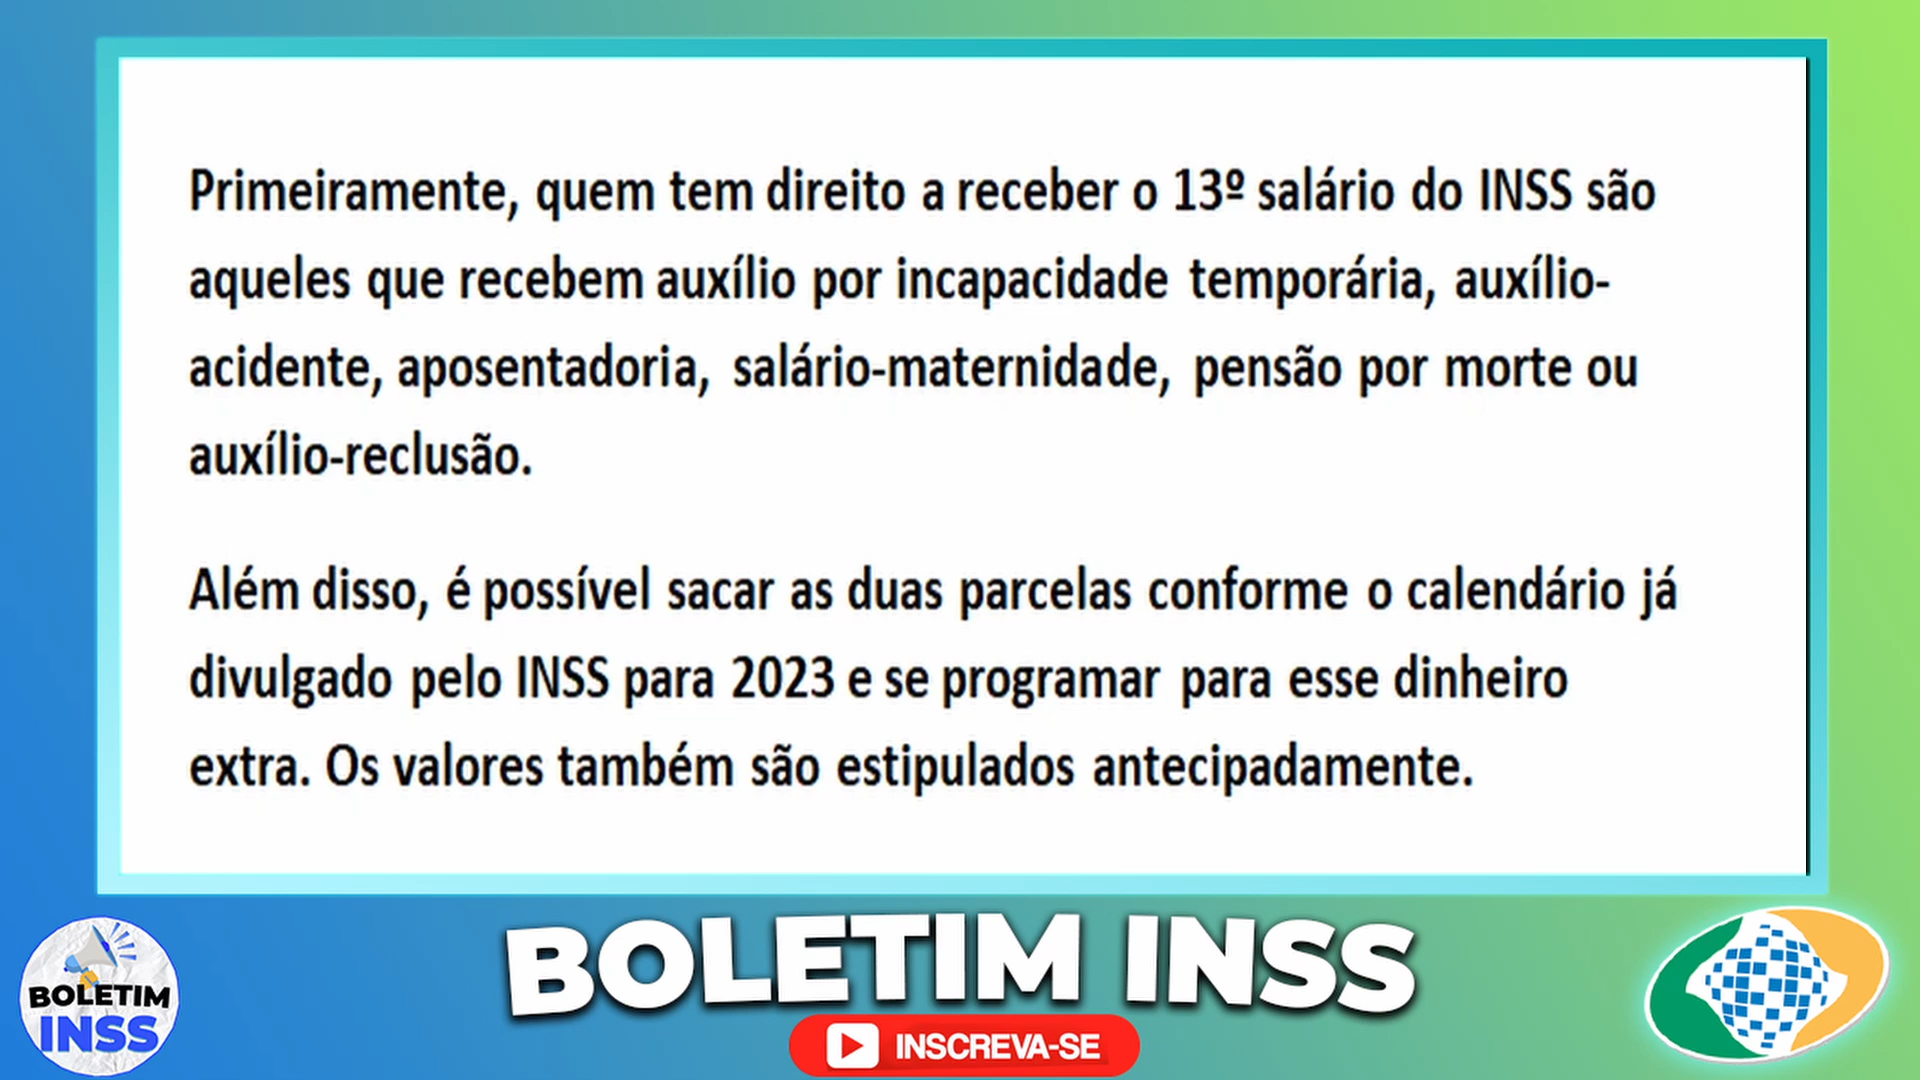 Primeiramente, quem tem direito a receber o 13º salário do INSS são
aqueles que recebem auxílio por incapacidade temporária, auxílio-
acidente, aposentadoria, salário-maternidade, pensão por morte ou
auxílio-reclusão.
Além disso, é possível sacar as duas parcelas conforme o calendário já
divulgado pelo INSS para 2023 e se programar para esse dinheiro
extra. Os valores também são estipulados antecipadamente.
BOLETIM INSS
INSCREVA-SE
BOLETIM
INSS